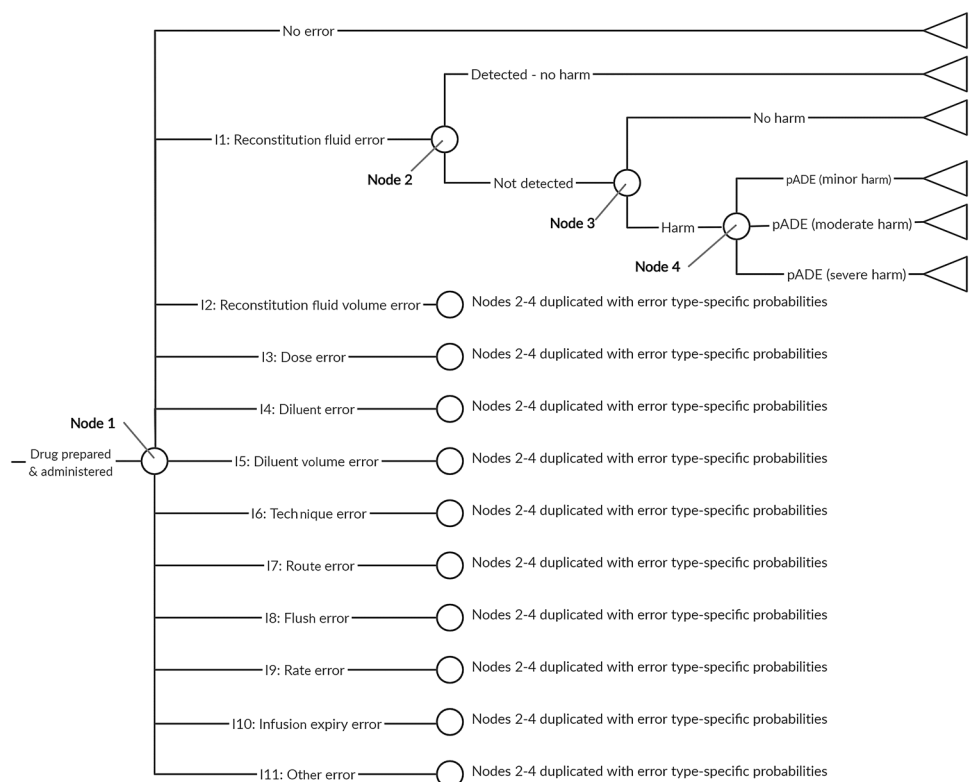 No error
Detected - no harm
No harm
I1: Reconstitution fluid error
Node 2
Not detected
pADE (minor harm)
Node 3
Harm
pADE (moderate harm)
Node 4
pADE (severe harm)
I2: Reconstitution fluid volume error
Nodes 2-4 duplicated with error type-specific probabilities
I3: Dose error
Nodes 2-4 duplicated with error type-specific probabilities
I4: Diluent error
Nodes 2-4 duplicated with error type-specific probabilities
Node 1
Drug prepared
& administered
I5: Diluent volume error
Nodes 2-4 duplicated with error type-specific probabilities
I6: Technique error
Nodes 2-4 duplicated with error type-specific probabilities
I7: Route error
Nodes 2-4 duplicated with error type-specific probabilities
I8: Flush error
Nodes 2-4 duplicated with error type-specific probabilities
I9: Rate error
Nodes 2-4 duplicated with error type-specific probabilities
I10: Infusion expiry error
Nodes 2-4 duplicated with error type-specific probabilities
I11: Other error
Nodes 2-4 duplicated with error type-specific probabilities